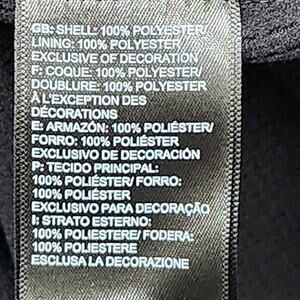 GB: SHELL: 100% POLYESTER/
LINING: 100% POLYESTER
EXCLUSIVE OF DECORATION
F: COQUE: 100% POLYESTER/
DOUBLURE: 100% POLYESTER
À L'EXCEPTION DES
DÉCORATIONS
E: ARMAZÓN: 100% POLIÉSTER/
FORRO: 100% POLIÉSTER
EXCLUSIVO DE DECORACIÓN
P: TECIDO PRINCIPAL:
100% POLIÉSTER/ FORRO:
100% POLIÉSTER
EXCLUSIVO PARA DECORAÇÃO
I: STRATO ESTERNO:
100% POLIESTERE/ FODERA:
100% POLIESTERE
ESCLUSA LA DECORAZIONE